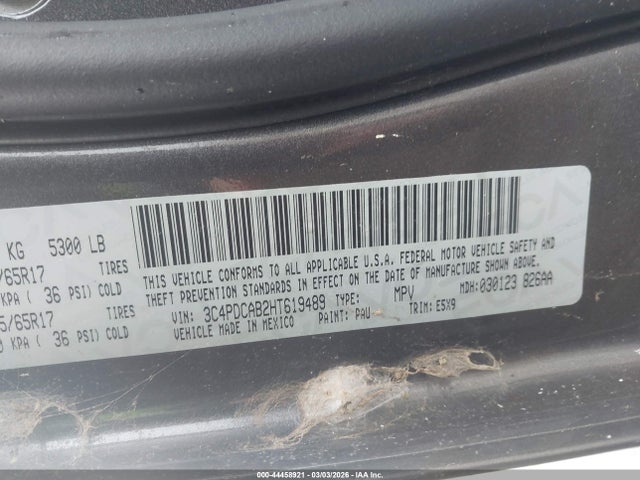 KG 5300 LB
/65R17 TIRES
KPA ( 36 PSI) COLD
5/65R17 TIRES
0 KPA ( 36 PSI) COLD
THIS VEHICLE CONFORMS TO ALL APPLICABLE U.S.A. FEDERAL MOTOR VEHICLE SAFETY AND
THEFT PREVENTION STANDARDS IN EFFECT ON THE DATE OF MANUFACTURE SHOWN ABOVE.
VIN: 3C4PDCAB2HT619489 TYPE: MPV MDH:030123 826AA
VEHICLE MADE IN MEXICO PAINT: PAU TRIM: E5X9
000-44458921 | 03/03/2026 | IAA, Inc.